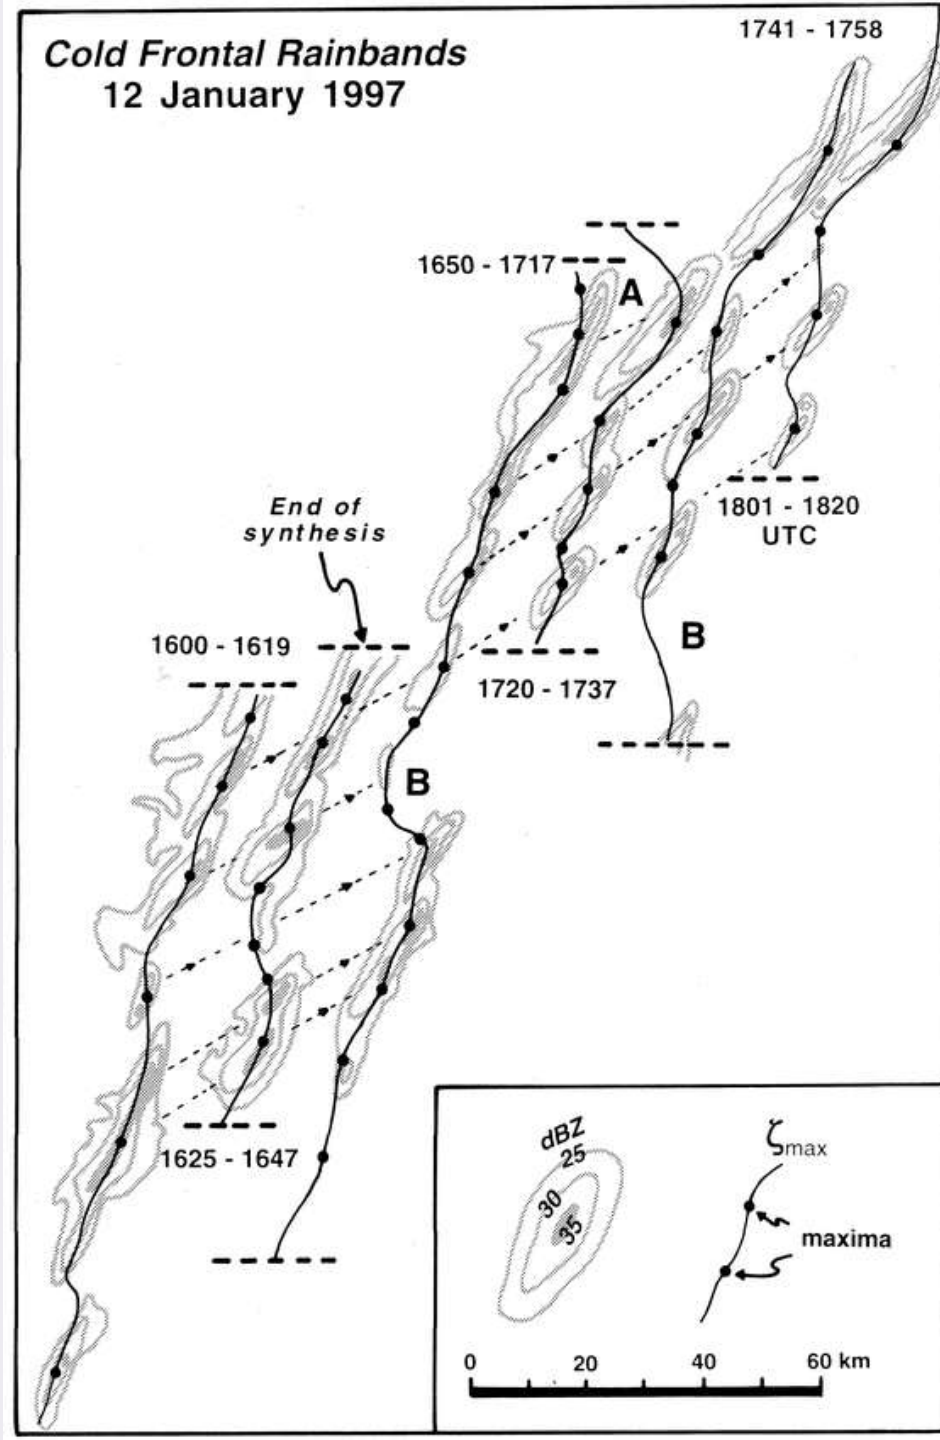 Cold Frontal Rainbands
12 January 1997
1741 - 1758
1650 - 1717
A
End of
synthesis
1801 - 1820
UTC
1600 - 1619
B
1720 - 1737
B
1625 - 1647
dBZ
25
30
35
ζmax
maxima
0 20 40 60 km